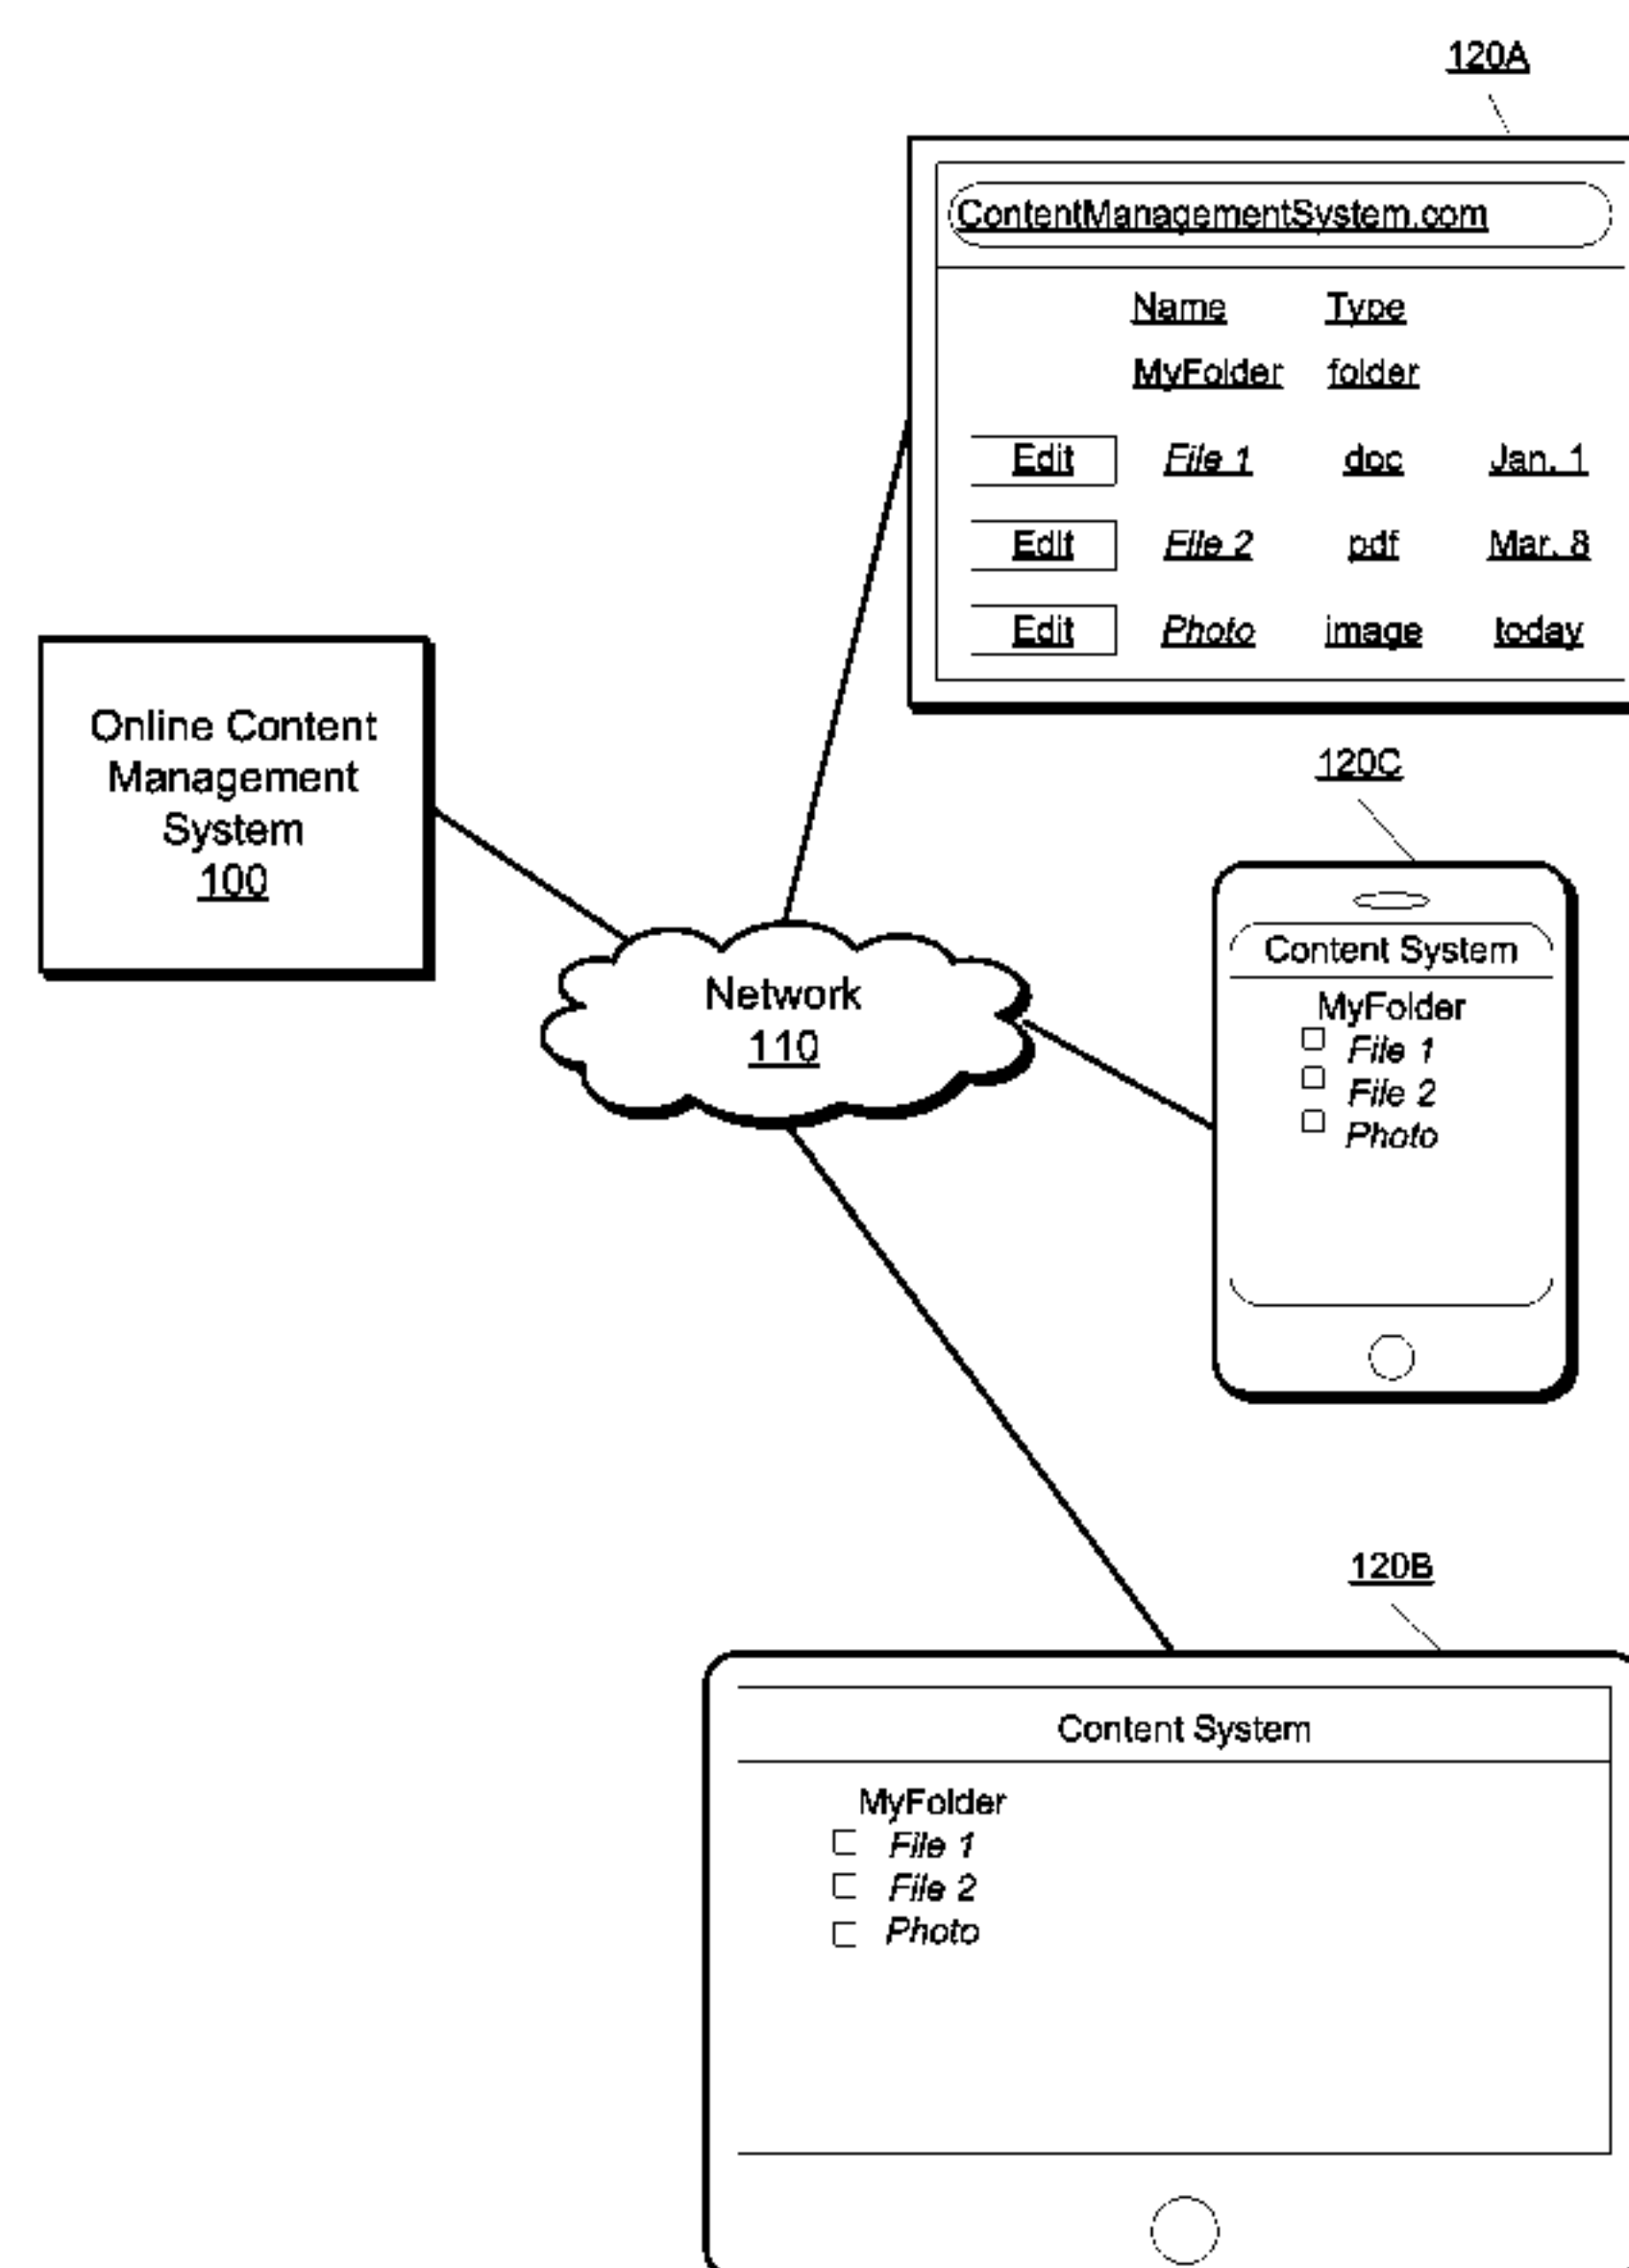 120A
ContentManagementSystem.com
Name Type
MyFolder folder
Edit File 1 doc Jan. 1
Edit File 2 pdf Mar. 8
Edit Photo image today
Online Content
Management
System
100
120C
Content System
MyFolder
File 1
File 2
Photo
Network
110
120B
Content System
MyFolder
File 1
File 2
Photo